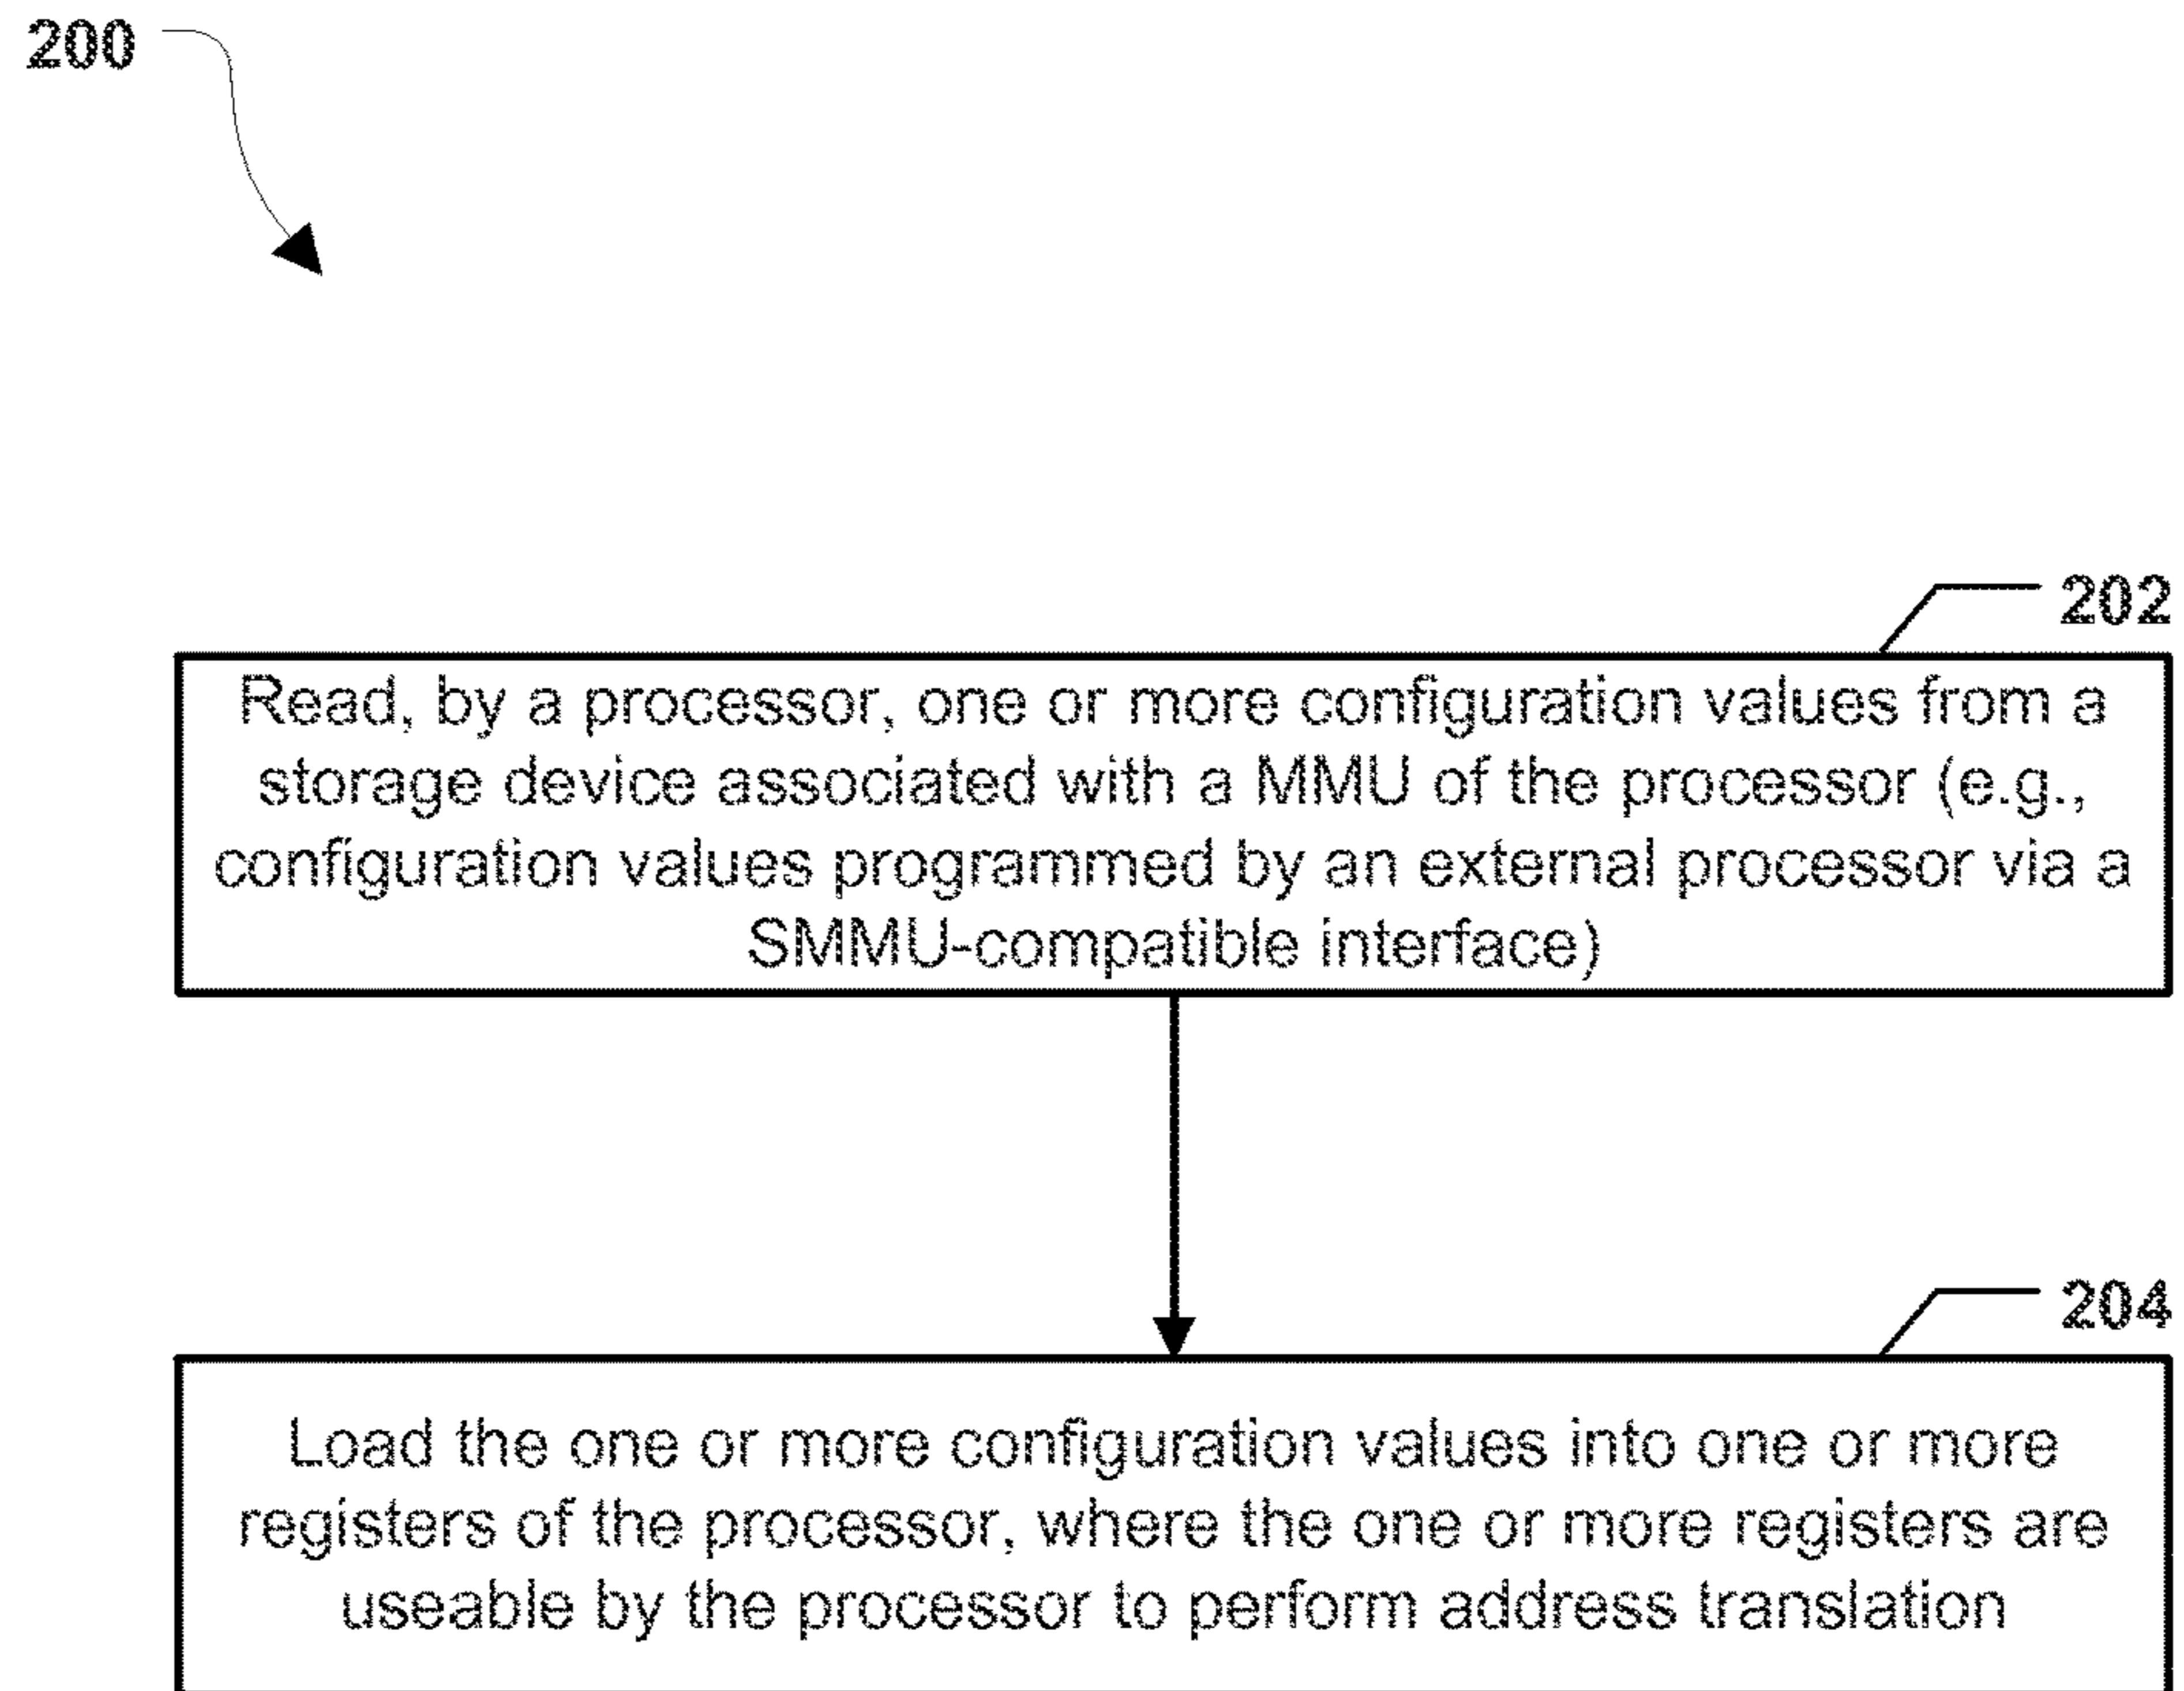 200
202
Read, by a processor, one or more configuration values from a
storage device associated with a MMU of the processor (e.g.,
configuration values programmed by an external processor via a
SMMU-compatible interface)
204
Load the one or more configuration values into one or more
registers of the processor, where the one or more registers are
useable by the processor to perform address translation